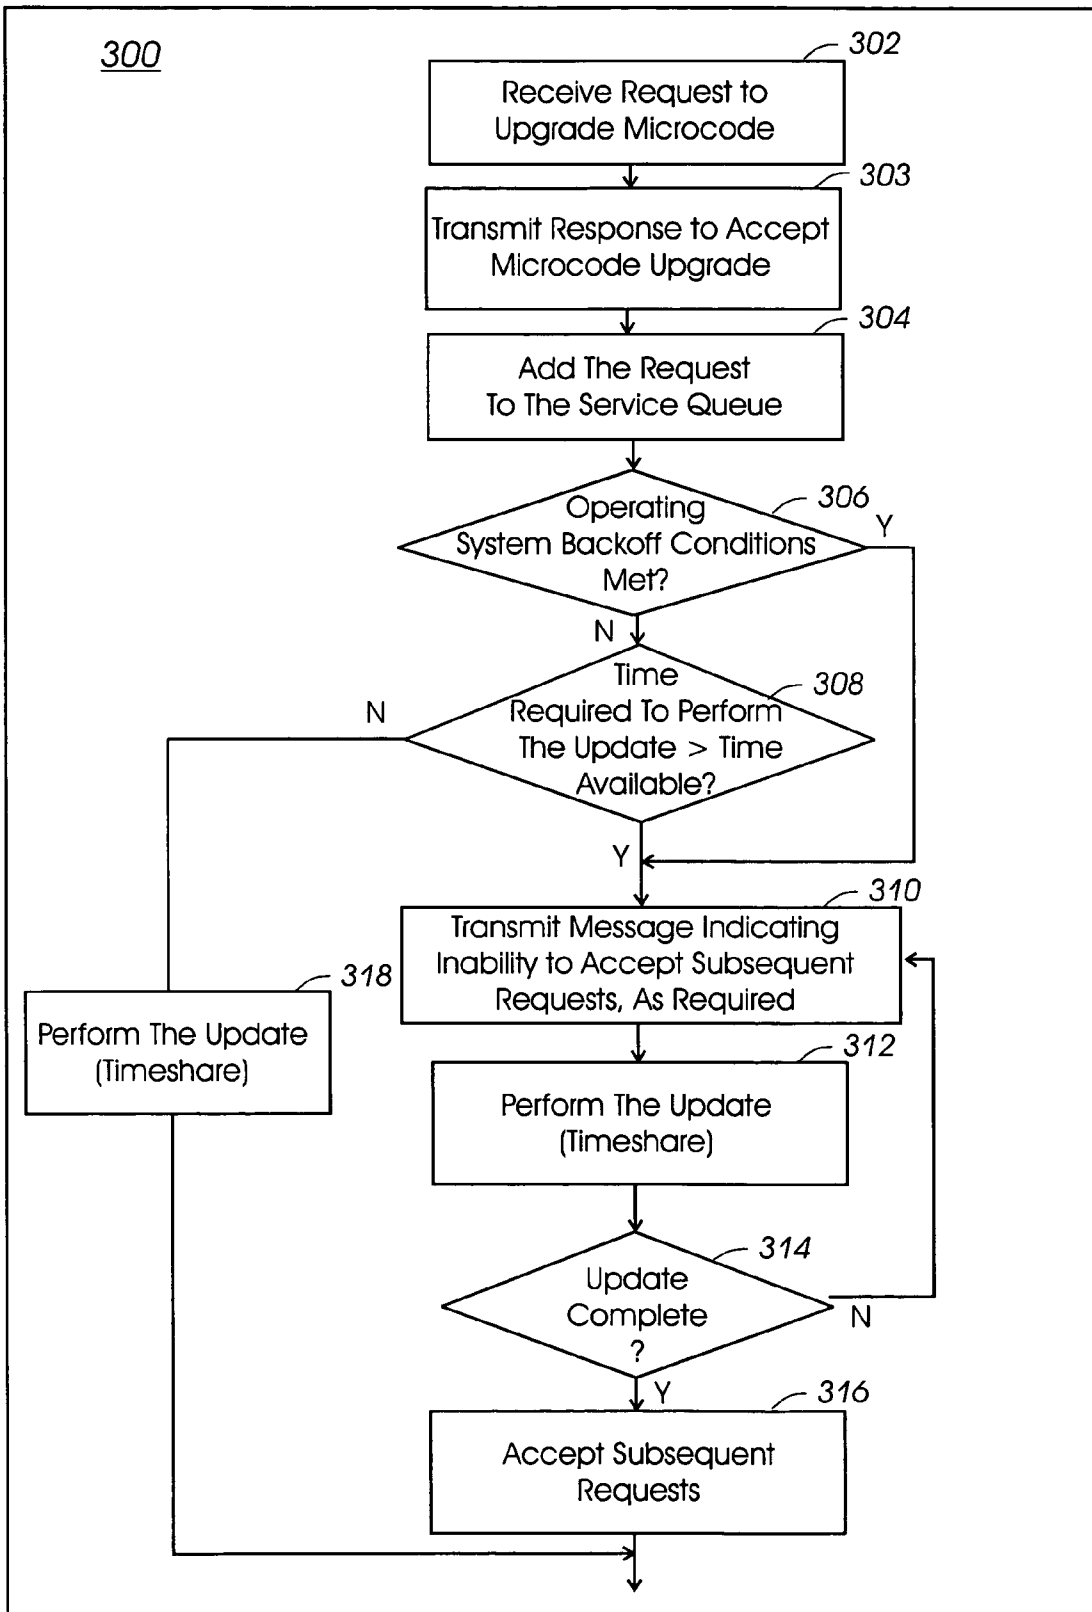 300
302
Receive Request to
Upgrade Microcode
303
Transmit Response to Accept
Microcode Upgrade
304
Add The Request
To The Service Queue
306
Operating
System Backoff Conditions
Met?
Y
N
308
Time
Required To Perform
The Update > Time
Available?
N
Y
310
Transmit Message Indicating
Inability to Accept Subsequent
Requests, As Required
318
Perform The Update
(Timeshare)
312
Perform The Update
(Timeshare)
314
Update
Complete
?
N
Y
316
Accept Subsequent
Requests